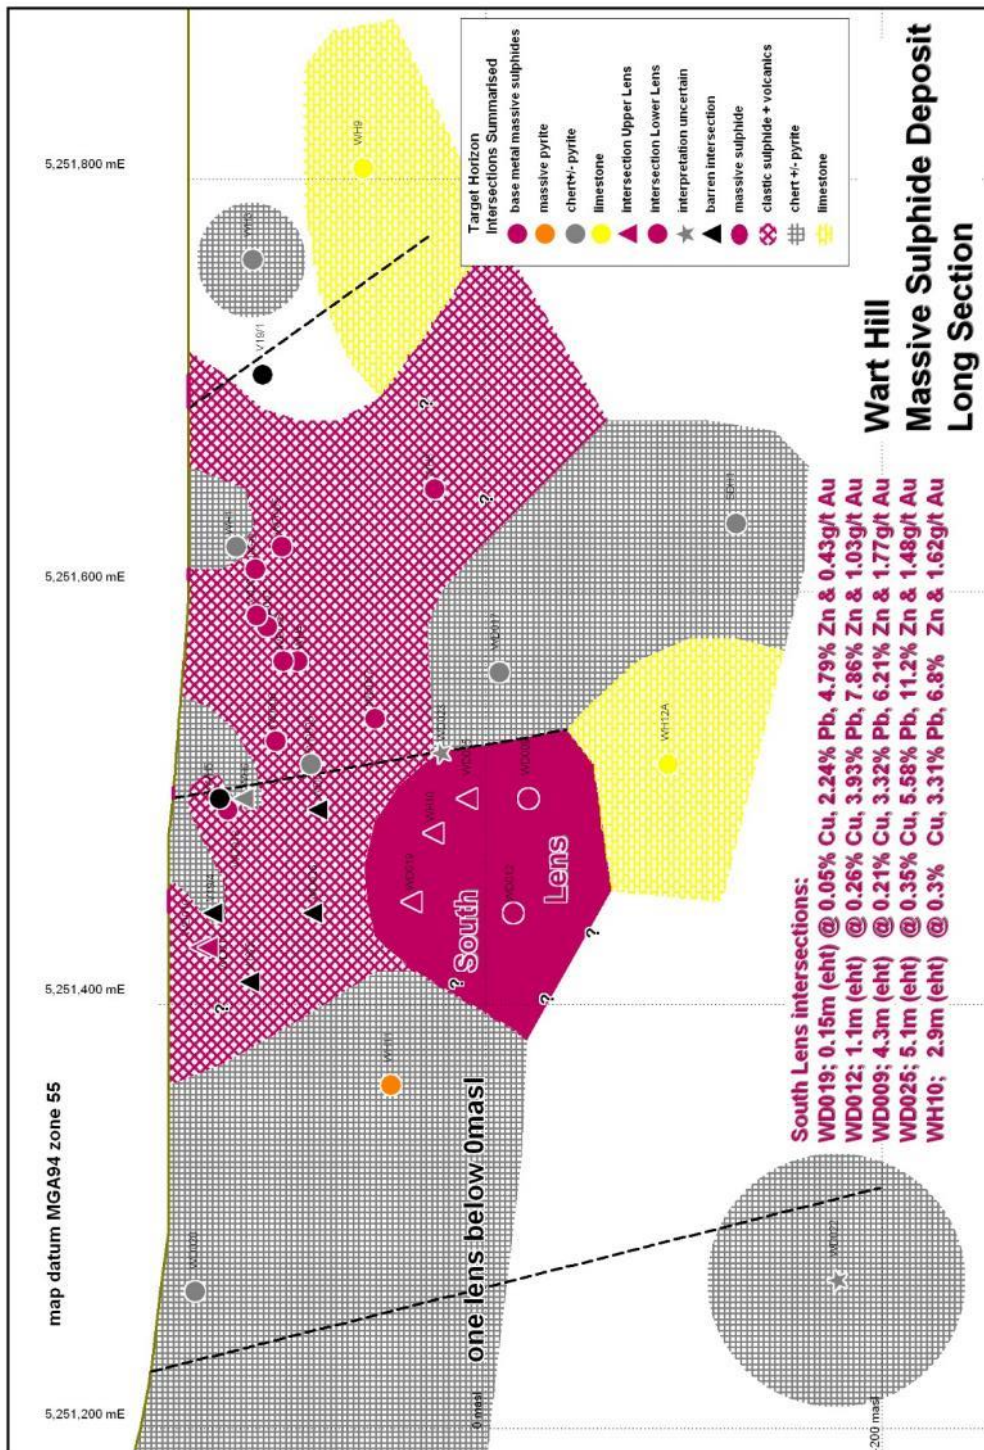 map datum MGA94 zone 55
5,251,800 mE
5,251,600 mE
5,251,400 mE
5,251,200 mE
WH9
V19/1
WH1
WD017
SDH1
WH12A
WD023
WH10
WD019
WD012
South
Lens
WH11
WD020
WD022
?
?
?
?
?
?
one lens below 0masl
0 masl
-200 masl
Target Horizon
Intersections Summarised
base metal massive sulphides
massive pyrite
chert+/- pyrite
limestone
intersection Upper Lens
intersection Lower Lens
interpretation uncertain
barren intersection
massive sulphide
clastic sulphide + volcanics
chert +/- pyrite
limestone
South Lens intersections:
WD019; 0.15m (eht) @ 0.05% Cu, 2.24% Pb, 4.79% Zn & 0.43g/t Au
WD012; 1.1m (eht) @ 0.26% Cu, 3.93% Pb, 7.86% Zn & 1.03g/t Au
WD009; 4.3m (eht) @ 0.21% Cu, 3.32% Pb, 6.21% Zn & 1.77g/t Au
WD025; 5.1m (eht) @ 0.35% Cu, 5.58% Pb, 11.2% Zn & 1.48g/t Au
WH10; 2.9m (eht) @ 0.3% Cu, 3.31% Pb, 6.8% Zn & 1.62g/t Au
Wart Hill
Massive Sulphide Deposit
Long Section